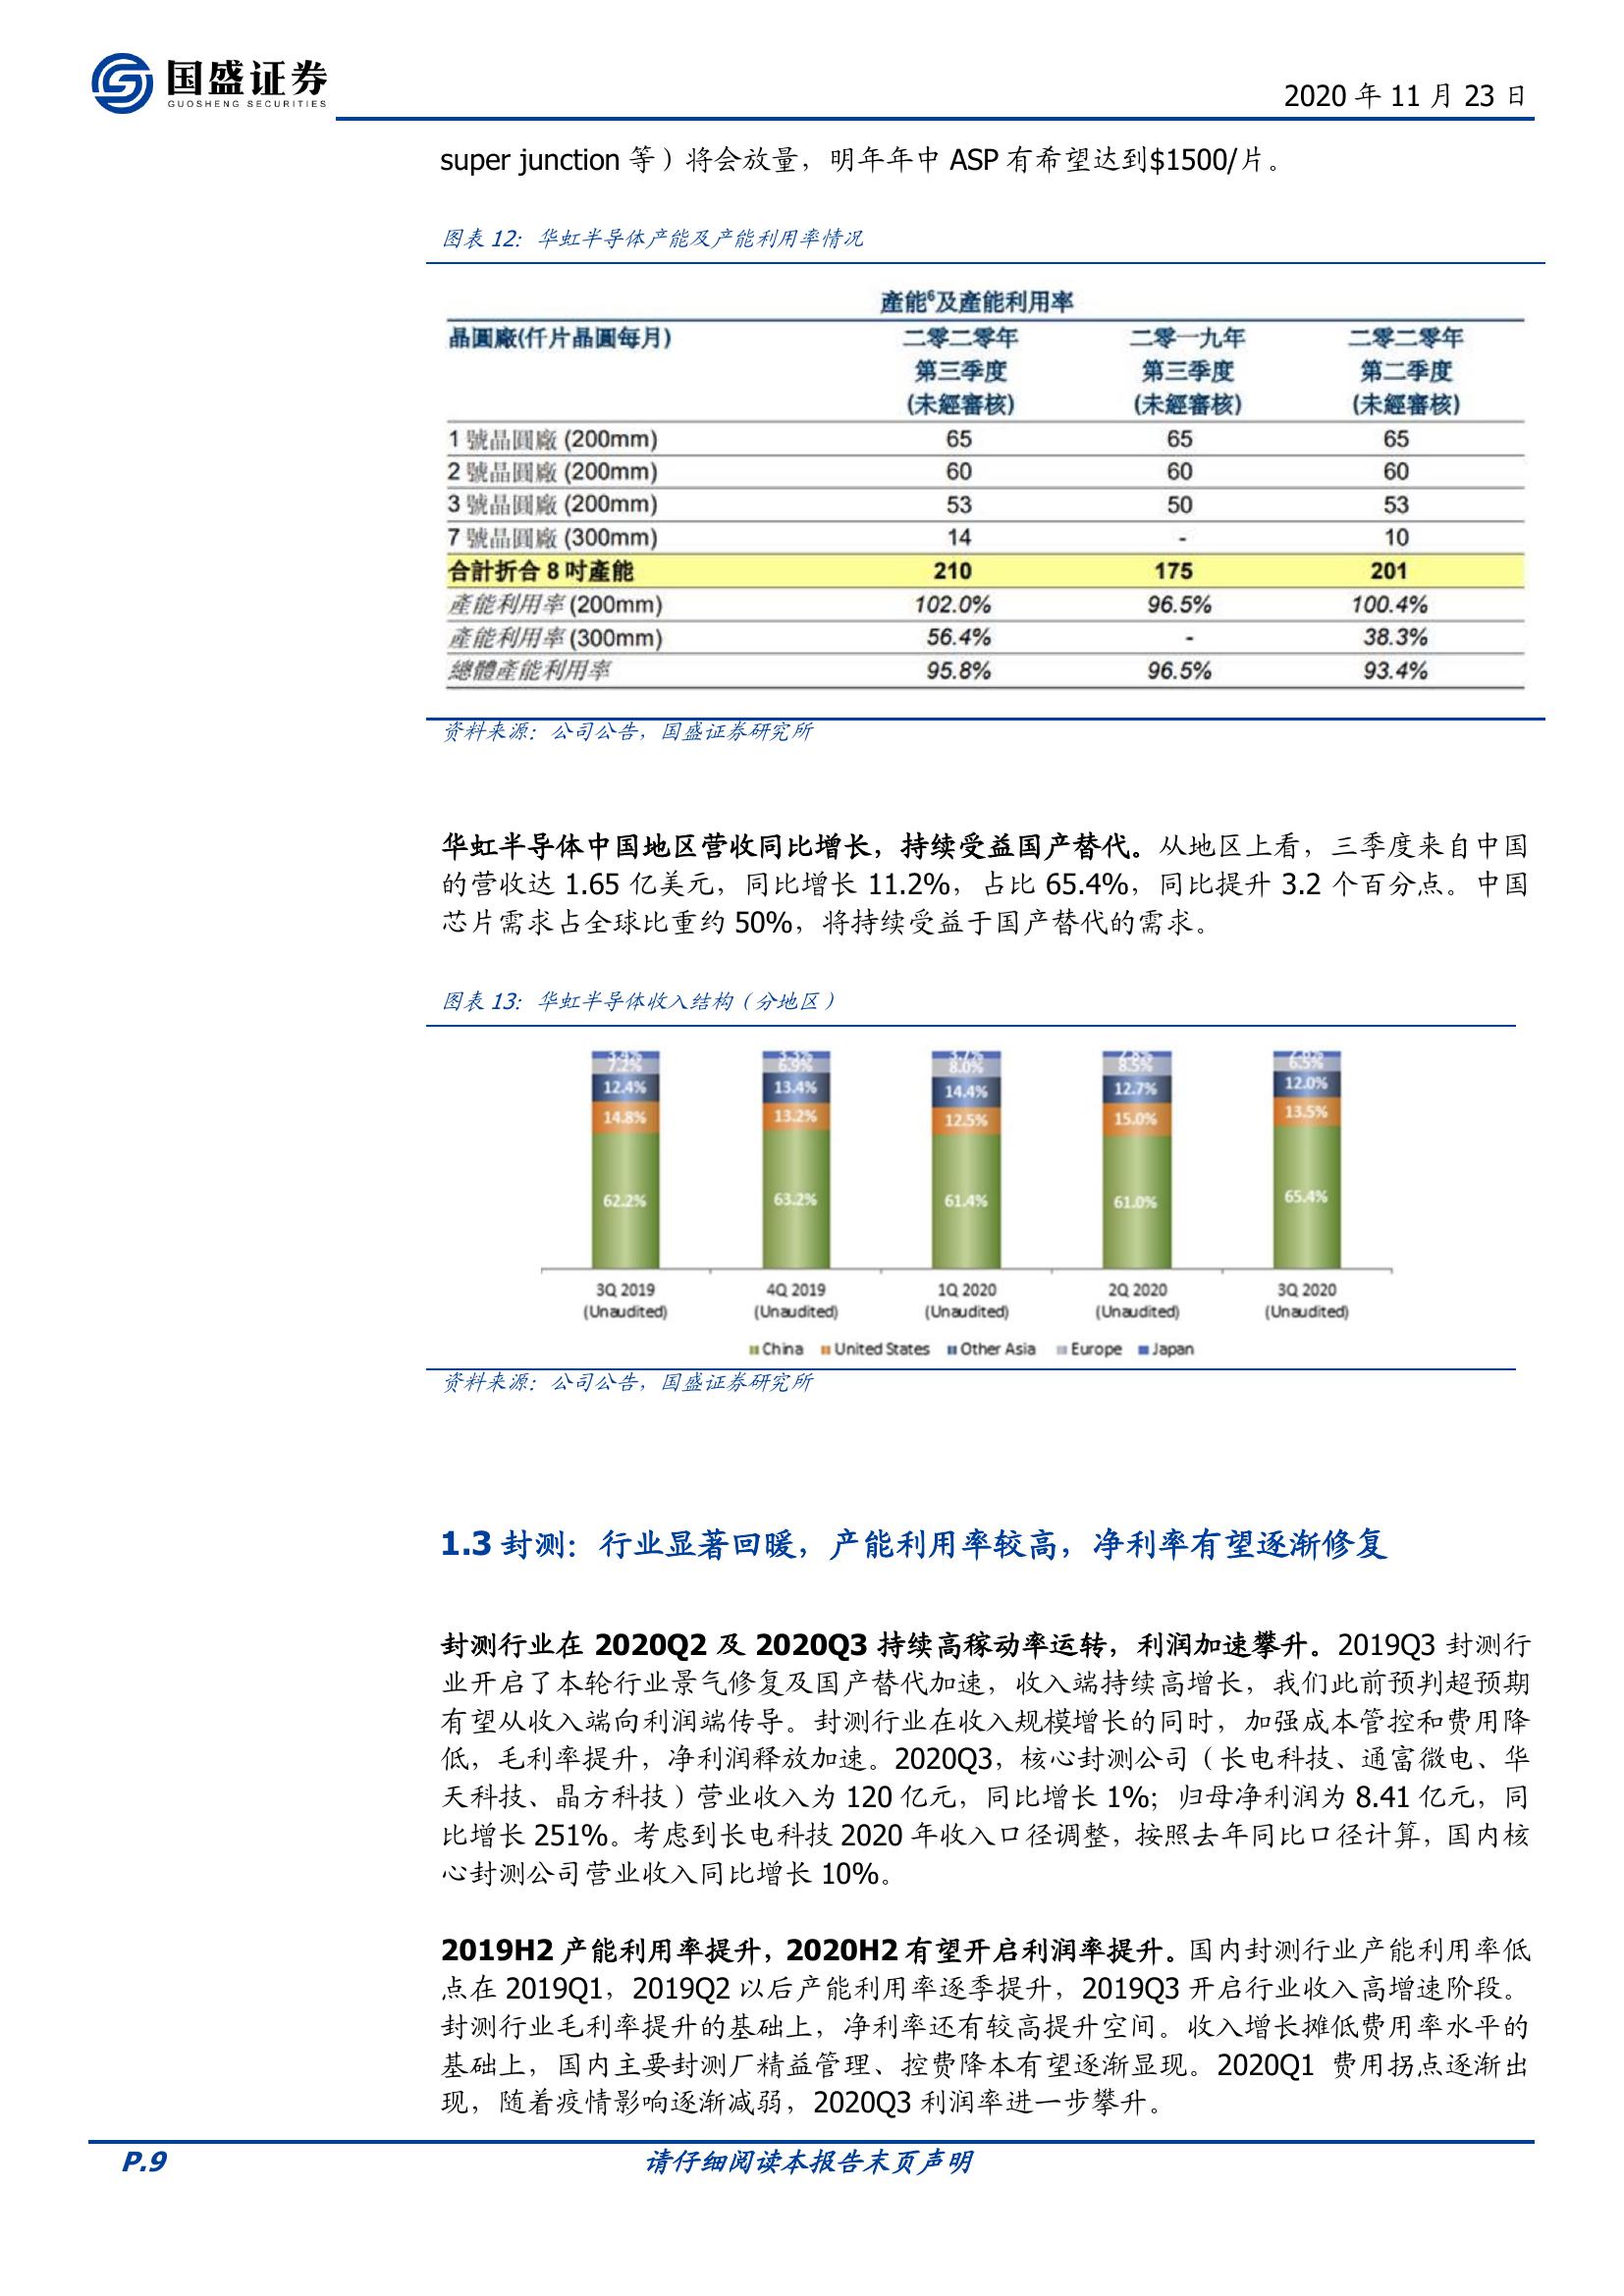 国盛证券
GUOSHENG SECURITIES
2020 年 11 月 23 日
super junction 等）将会放量，明年年中 ASP 有希望达到$1500/片。
图表 12：华虹半导体产能及产能利用率情况
產能6及產能利用率
晶圓廠(仟片晶圓每月) 二零二零年 二零一九年 二零二零年
第三季度 第三季度 第二季度
(未經審核) (未經審核) (未經審核)
1 號晶圓廠 (200mm) 65 65 65
2 號晶圓廠 (200mm) 60 60 60
3 號晶圓廠 (200mm) 53 50 53
7 號晶圓廠 (300mm) 14 - 10
合計折合 8 吋產能 210 175 201
產能利用率 (200mm) 102.0% 96.5% 100.4%
產能利用率 (300mm) 56.4% - 38.3%
總體產能利用率 95.8% 96.5% 93.4%
资料来源：公司公告，国盛证券研究所
华虹半导体中国地区营收同比增长，持续受益国产替代。从地区上看，三季度来自中国
的营收达 1.65 亿美元，同比增长 11.2%，占比 65.4%，同比提升 3.2 个百分点。中国
芯片需求占全球比重约 50%，将持续受益于国产替代的需求。
图表 13：华虹半导体收入结构（分地区）
7.2% 6.9% 8.0% 8.5% 6.5%
12.4% 13.4% 14.4% 12.7% 12.0%
14.8% 13.2% 12.5% 15.0% 13.5%
62.2% 63.2% 61.4% 61.0% 65.4%
3Q 2019 4Q 2019 1Q 2020 2Q 2020 3Q 2020
(Unaudited) (Unaudited) (Unaudited) (Unaudited) (Unaudited)
China United States Other Asia Europe Japan
资料来源：公司公告，国盛证券研究所
1.3 封测：行业显著回暖，产能利用率较高，净利率有望逐渐修复
封测行业在 2020Q2 及 2020Q3 持续高稼动率运转，利润加速攀升。2019Q3 封测行
业开启了本轮行业景气修复及国产替代加速，收入端持续高增长，我们此前预判超预期
有望从收入端向利润端传导。封测行业在收入规模增长的同时，加强成本管控和费用降
低，毛利率提升，净利润释放加速。2020Q3，核心封测公司（长电科技、通富微电、华
天科技、晶方科技）营业收入为 120 亿元，同比增长 1%；归母净利润为 8.41 亿元，同
比增长 251%。考虑到长电科技 2020 年收入口径调整，按照去年同比口径计算，国内核
心封测公司营业收入同比增长 10%。
2019H2 产能利用率提升，2020H2 有望开启利润率提升。国内封测行业产能利用率低
点在 2019Q1，2019Q2 以后产能利用率逐季提升，2019Q3 开启行业收入高增速阶段。
封测行业毛利率提升的基础上，净利率还有较高提升空间。收入增长摊低费用率水平的
基础上，国内主要封测厂精益管理、控费降本有望逐渐显现。2020Q1 费用拐点逐渐出
现，随着疫情影响逐渐减弱，2020Q3 利润率进一步攀升。
P.9 请仔细阅读本报告末页声明